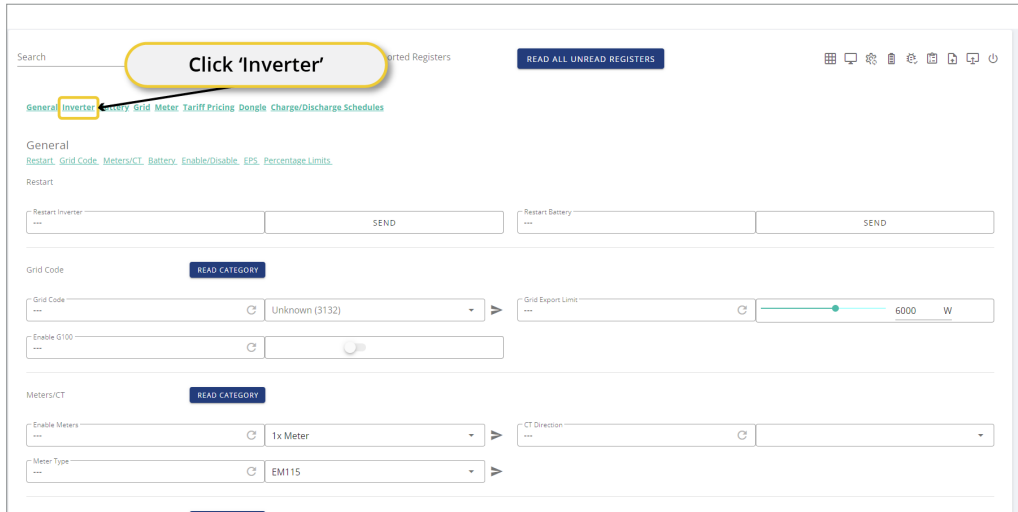 Search
Click ‘Inverter’
orted Registers
READ ALL UNREAD REGISTERS
General Inverter Battery Grid Meter Tariff Pricing Dongle Charge/Discharge Schedules
General
Restart Grid Code Meters/CT Battery Enable/Disable EPS Percentage Limits
Restart
Restart Inverter
---
SEND
Restart Battery
---
SEND
Grid Code
READ CATEGORY
Grid Code
---
Unknown (3132)
Grid Export Limit
---
6000 W
Enable G100
---
Meters/CT
READ CATEGORY
Enable Meters
---
1x Meter
CT Direction
---
Meter Type
---
EM115